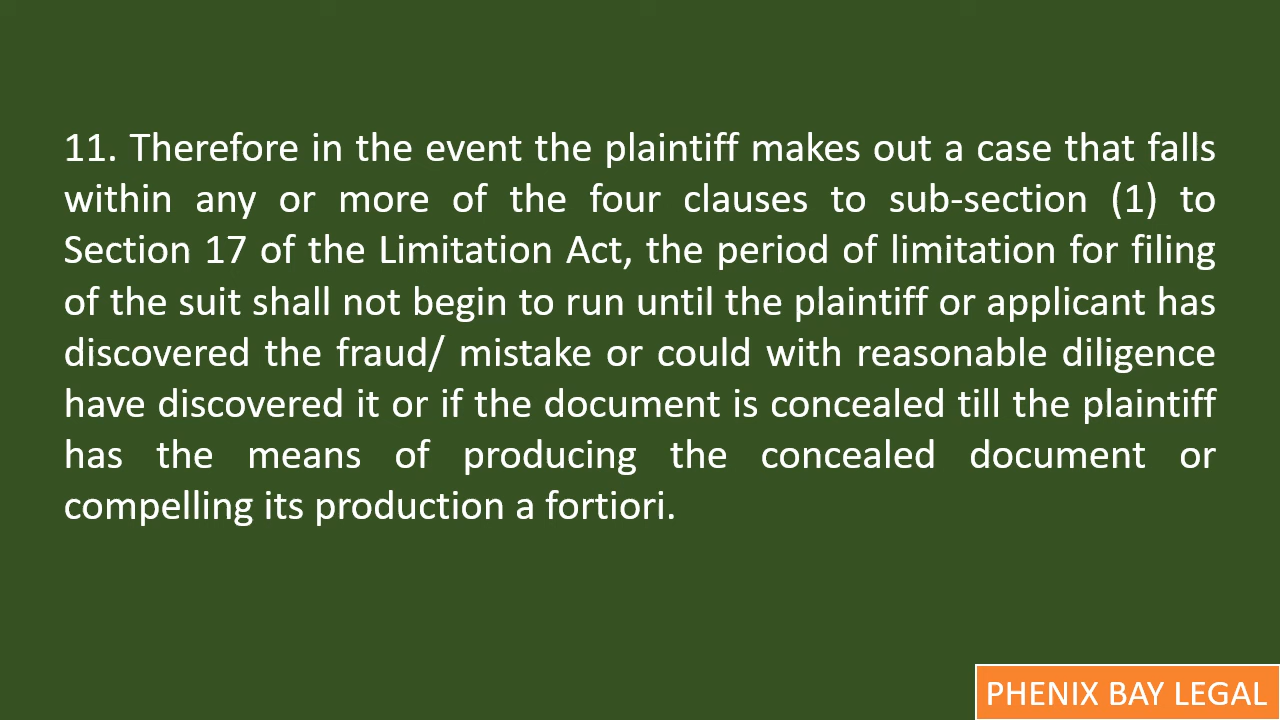 11. Therefore in the event the plaintiff makes out a case that falls
within any or more of the four clauses to sub-section (1) to
Section 17 of the Limitation Act, the period of limitation for filing
of the suit shall not begin to run until the plaintiff or applicant has
discovered the fraud/ mistake or could with reasonable diligence
have discovered it or if the document is concealed till the plaintiff
has the means of producing the concealed document or
compelling its production a fortiori.
PHENIX BAY LEGAL